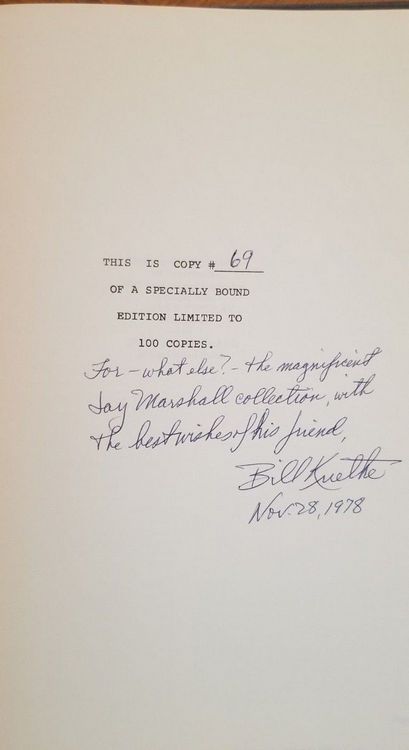 THIS IS COPY # 69
OF A SPECIALLY BOUND
EDITION LIMITED TO
100 COPIES.
For - what else? - the magnificent
Jay Marshall collection, with
the best wishes of his friend,
Bill Kuethe
Nov. 28, 1978